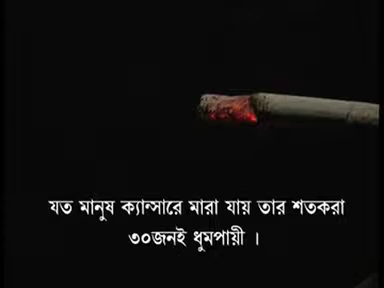 যত মানুষ ক্যান্সারে মারা যায় তার শতকরা
৩০জনই ধুমপায়ী ।